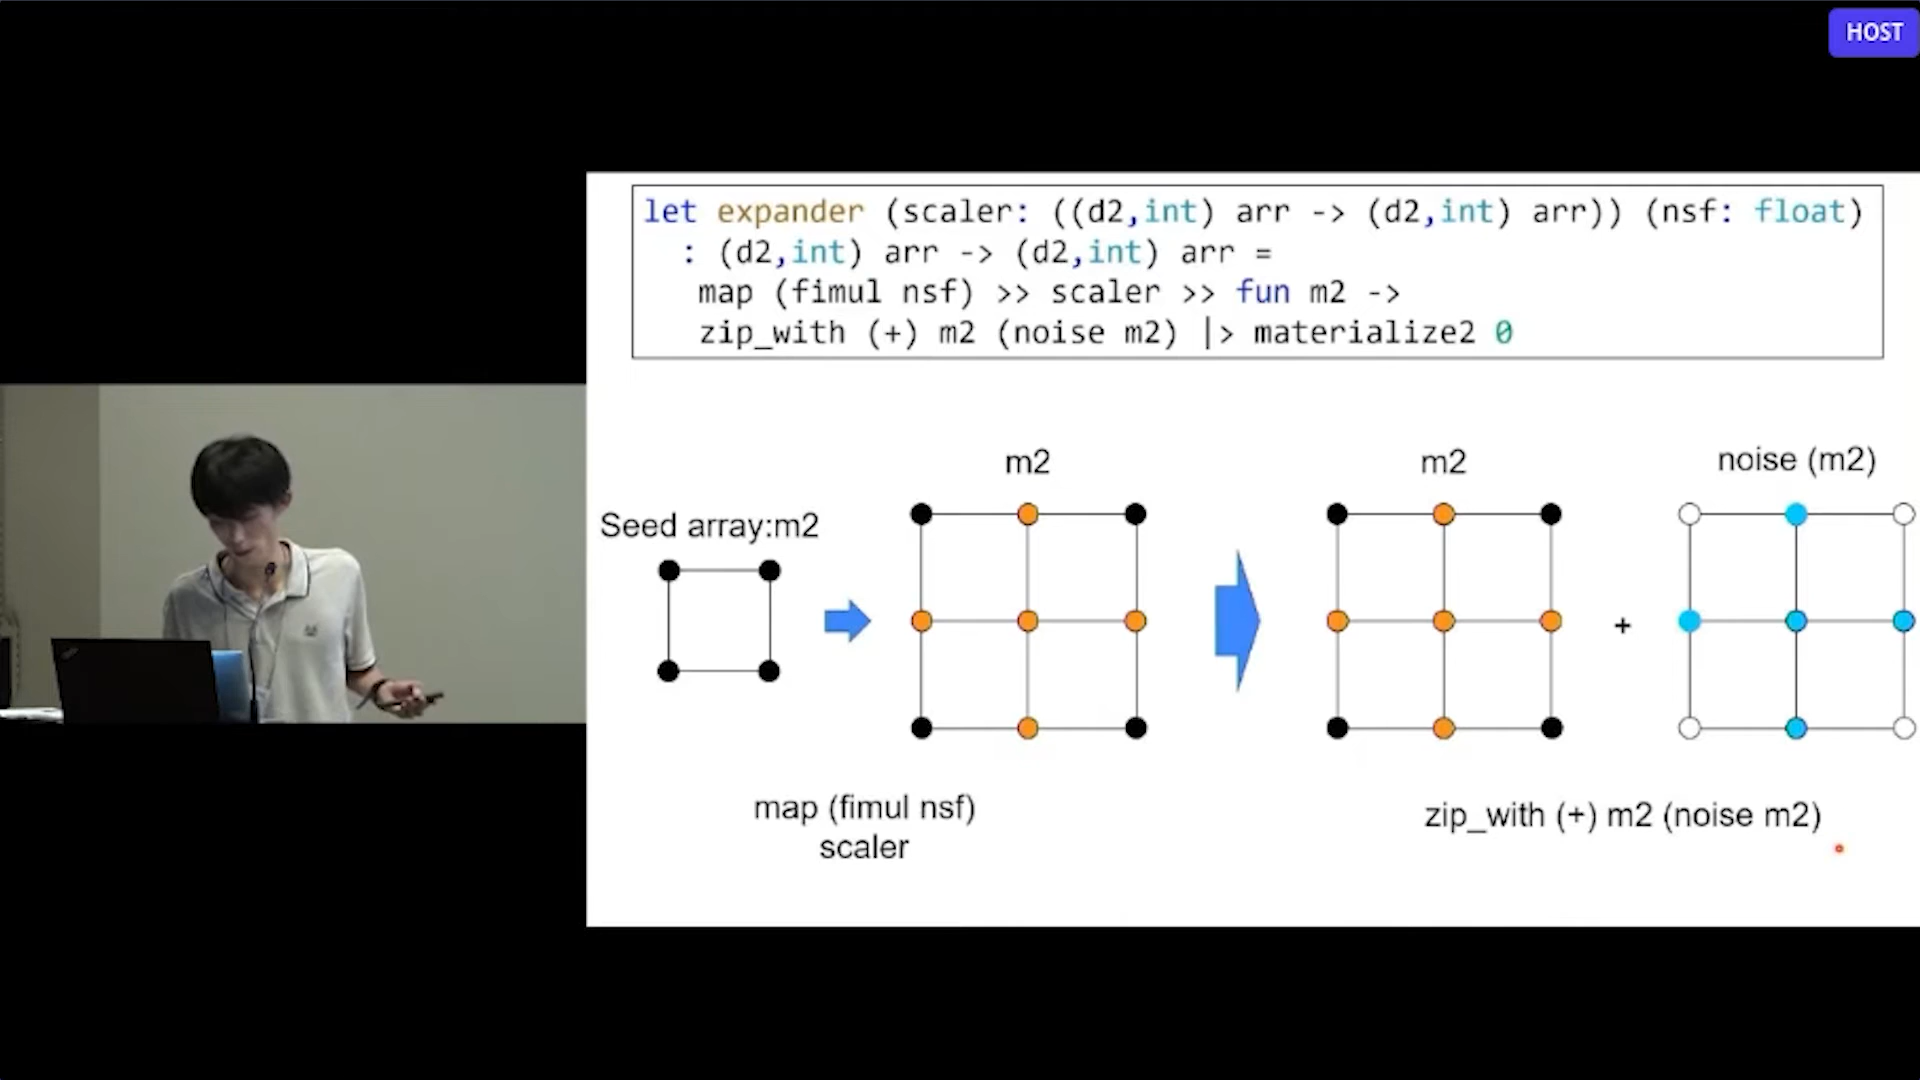 HOST
let expander (scaler: ((d2,int) arr -> (d2,int) arr)) (nsf: float)
: (d2,int) arr -> (d2,int) arr =
map (fimul nsf) >> scaler >> fun m2 ->
zip_with (+) m2 (noise m2) |> materialize2 0
Seed array:m2
m2
m2
noise (m2)
+
map (fimul nsf)
scaler
zip_with (+) m2 (noise m2)